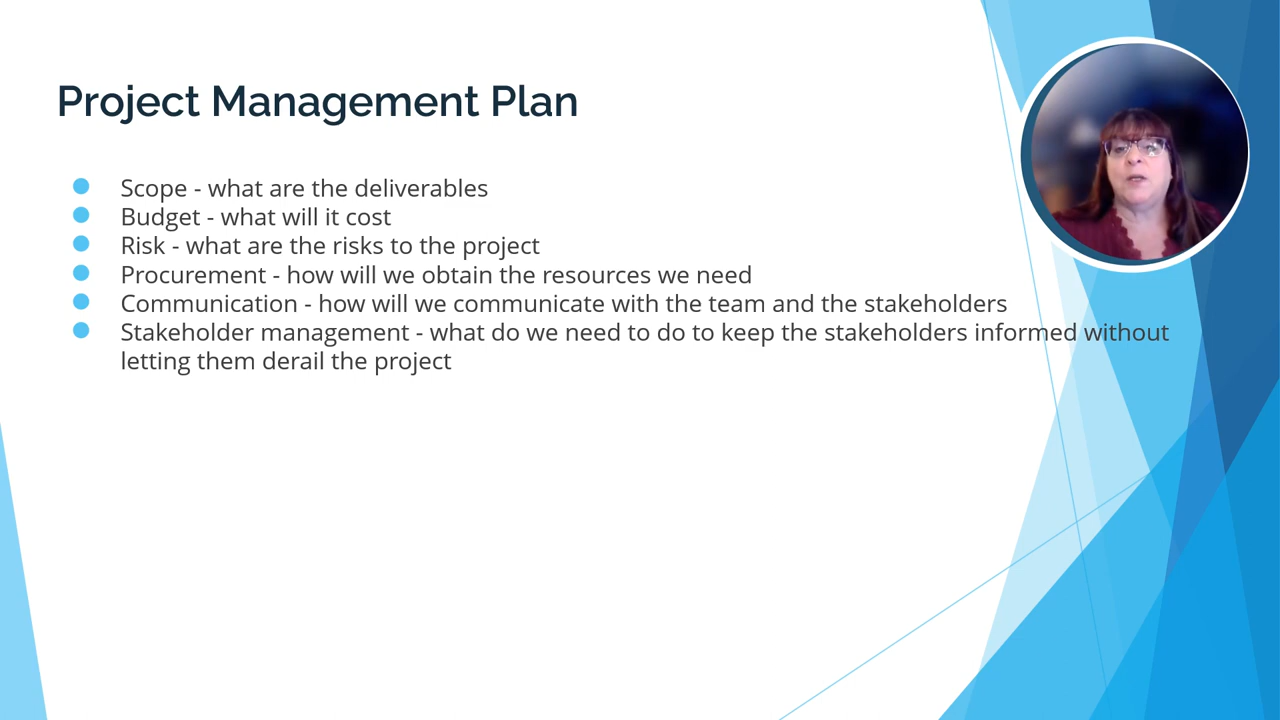 Project Management Plan
Scope - what are the deliverables
Budget - what will it cost
Risk - what are the risks to the project
Procurement - how will we obtain the resources we need
Communication - how will we communicate with the team and the stakeholders
Stakeholder management - what do we need to do to keep the stakeholders informed without
letting them derail the project